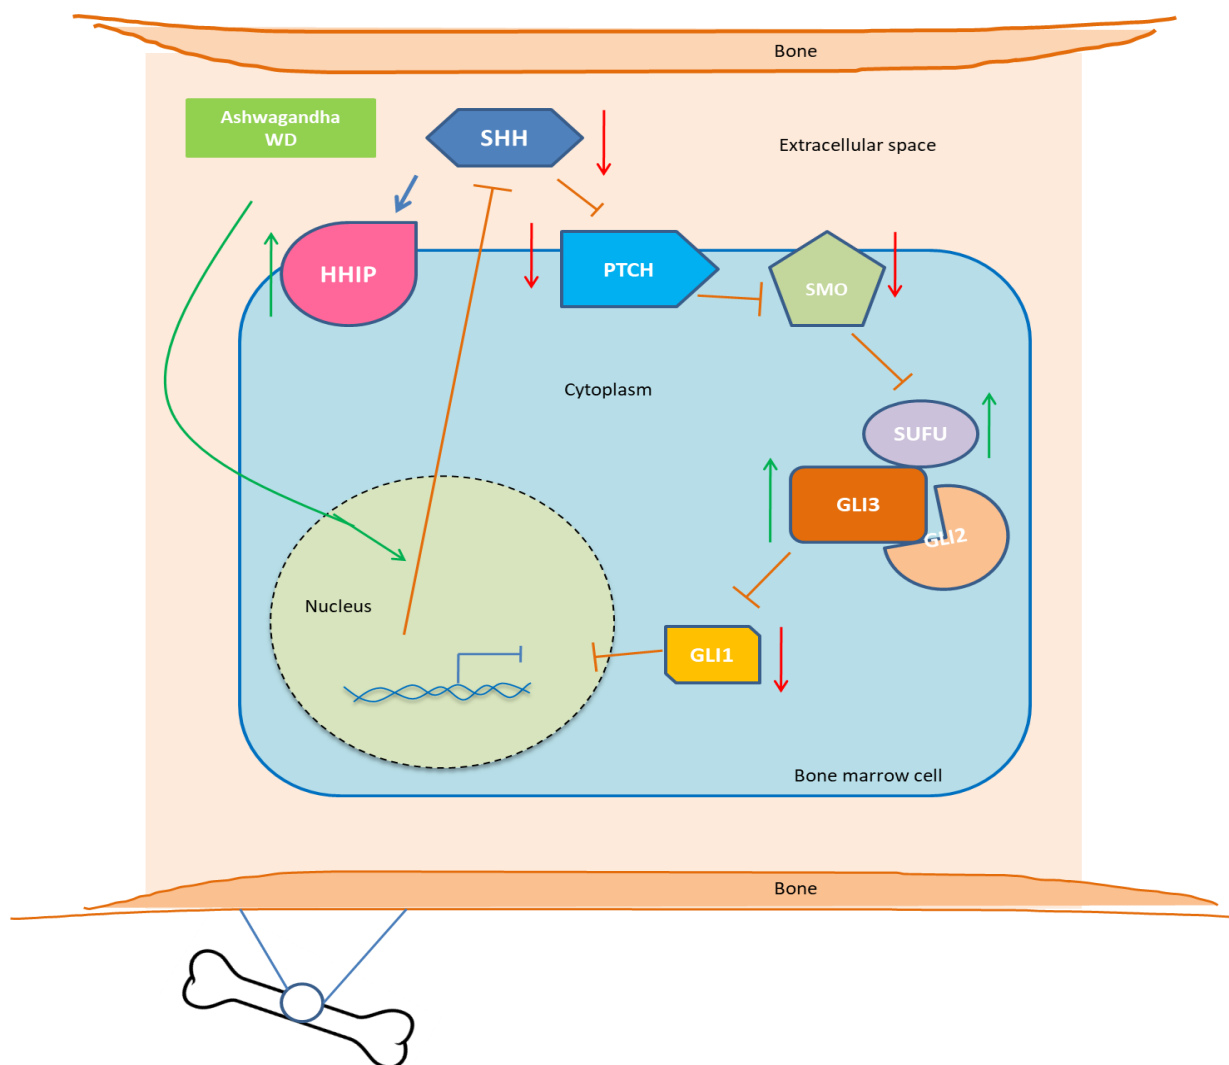 Bone
Ashwagandha
WD
SHH
Extracellular space
HHIP
PTCH
SMO
Cytoplasm
SUFU
GLI3
GLI2
Nucleus
GLI1
Bone marrow cell
Bone